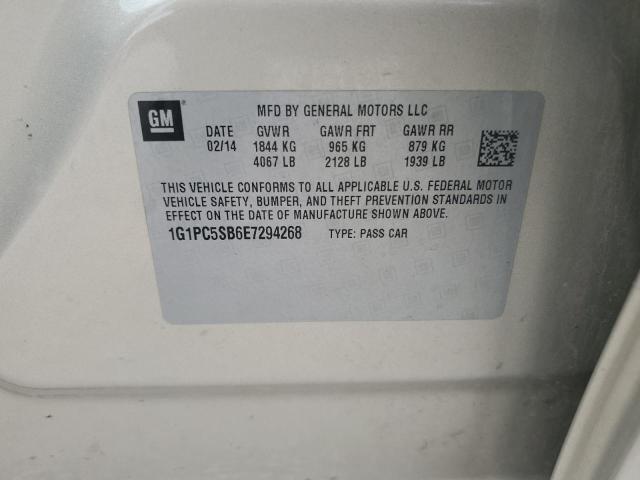 GM
MFD BY GENERAL MOTORS LLC
DATE GVWR GAWR FRT GAWR RR
02/14 1844 KG 965 KG 879 KG
4067 LB 2128 LB 1939 LB
THIS VEHICLE CONFORMS TO ALL APPLICABLE U.S. FEDERAL MOTOR
VEHICLE SAFETY, BUMPER, AND THEFT PREVENTION STANDARDS IN
EFFECT ON THE DATE OF MANUFACTURE SHOWN ABOVE.
1G1PC5SB6E7294268 TYPE: PASS CAR